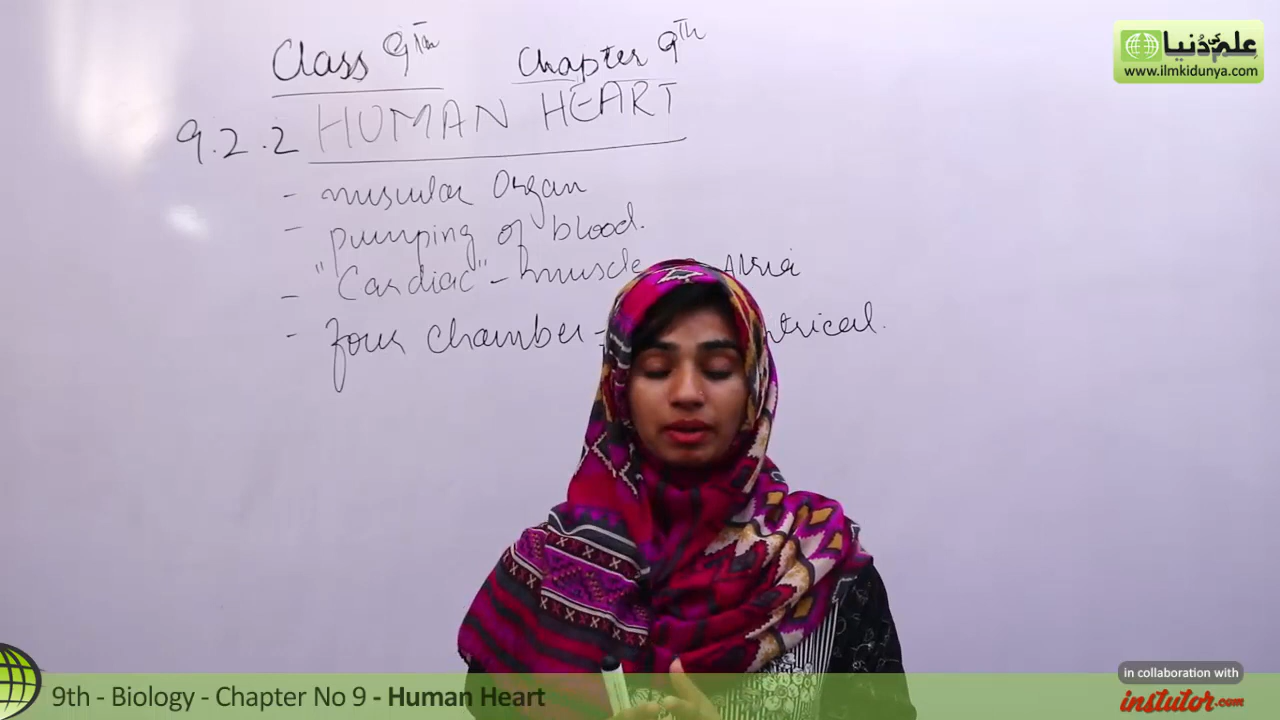 Class 9th Chapter 9th
9.2.2 HUMAN HEART
- muscular Organ
- pumping of blood.
- "Cardiac" - muscle Atria
- four chamber -
علم کی دنیا
www.ilmkidunya.com
9th - Biology - Chapter No 9 - Human Heart
in collaboration with
instutor.com